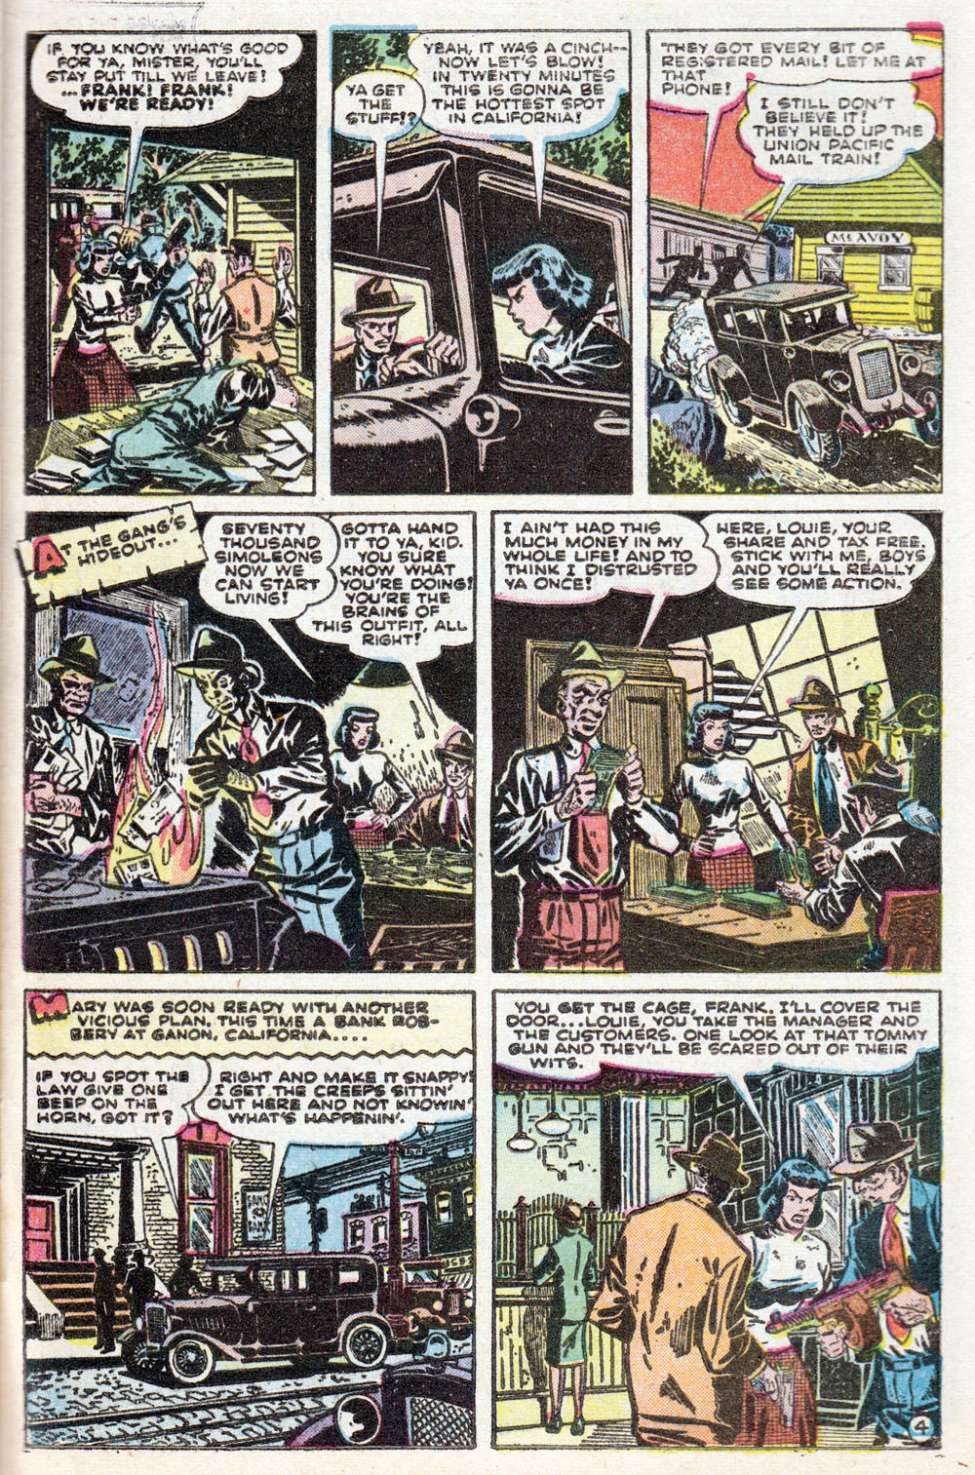 IF YOU KNOW WHAT'S GOOD
FOR YA, MISTER, YOU'LL
STAY PUT TILL WE LEAVE!
...FRANK! FRANK!
WE'RE READY!
YA GET
THE
STUFF!?
YEAH, IT WAS A CINCH--
NOW LET'S BLOW!
IN TWENTY MINUTES
THIS IS GONNA BE
THE HOTTEST SPOT
IN CALIFORNIA!
THEY GOT EVERY BIT OF
REGISTERED MAIL! LET ME AT
THAT
PHONE!
I STILL DON'T
BELIEVE IT!
THEY HELD UP THE
UNION PACIFIC
MAIL TRAIN!
McAVOY
AT THE GANG'S
HIDEOUT...
SEVENTY
THOUSAND
SIMOLEONS
NOW WE
CAN START
LIVING!
GOTTA HAND
IT TO YA, KID.
YOU SURE
KNOW WHAT
YOU'RE DOING!
YOU'RE THE
BRAINS OF
THIS OUTFIT, ALL
RIGHT!
I AIN'T HAD THIS
MUCH MONEY IN MY
WHOLE LIFE! AND TO
THINK I DISTRUSTED
YA ONCE!
HERE, LOUIE, YOUR
SHARE AND TAX FREE.
STICK WITH ME, BOYS
AND YOU'LL REALLY
SEE SOME ACTION.
MARY WAS SOON READY WITH ANOTHER
VICIOUS PLAN. THIS TIME A BANK ROB-
BERY AT GANON, CALIFORNIA....
IF YOU SPOT THE
LAW GIVE ONE
BEEP ON THE
HORN, GOT IT?
RIGHT AND MAKE IT SNAPPY!
I GET THE CREEPS SITTIN'
OUT HERE AND NOT KNOWIN'
WHAT'S HAPPENIN'.
YOU GET THE CAGE, FRANK. I'LL COVER THE
DOOR...LOUIE, YOU TAKE THE MANAGER AND
THE CUSTOMERS. ONE LOOK AT THAT TOMMY
GUN AND THEY'LL BE SCARED OUT OF THEIR
WITS.
4